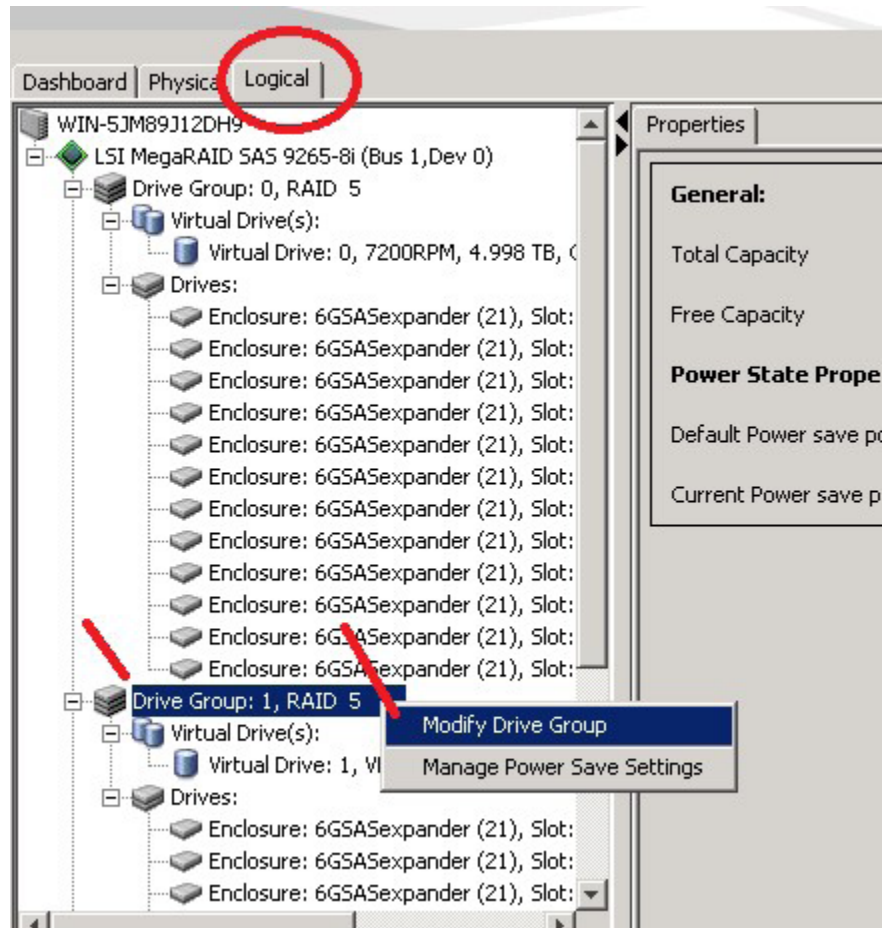 Dashboard Physica Logical
WIN-5JM89J12DH9
LSI MegaRAID SAS 9265-8i (Bus 1,Dev 0)
Drive Group: 0, RAID 5
Virtual Drive(s):
Virtual Drive: 0, 7200RPM, 4.998 TB,
Drives:
Enclosure: 6GSASexpander (21), Slot:
Enclosure: 6GSASexpander (21), Slot:
Enclosure: 6GSASexpander (21), Slot:
Enclosure: 6GSASexpander (21), Slot:
Enclosure: 6GSASexpander (21), Slot:
Enclosure: 6GSASexpander (21), Slot:
Enclosure: 6GSASexpander (21), Slot:
Enclosure: 6GSASexpander (21), Slot:
Enclosure: 6GSASexpander (21), Slot:
Enclosure: 6GSASexpander (21), Slot:
Enclosure: 6GSASexpander (21), Slot:
Enclosure: 6GSASexpander (21), Slot:
Drive Group: 1, RAID 5
Virtual Drive(s):
Virtual Drive: 1,
Drives:
Enclosure: 6GSASexpander (21), Slot:
Enclosure: 6GSASexpander (21), Slot:
Enclosure: 6GSASexpander (21), Slot:
Modify Drive Group
Manage Power Save Settings
Properties
General:
Total Capacity
Free Capacity
Power State Prope
Default Power save po
Current Power save p